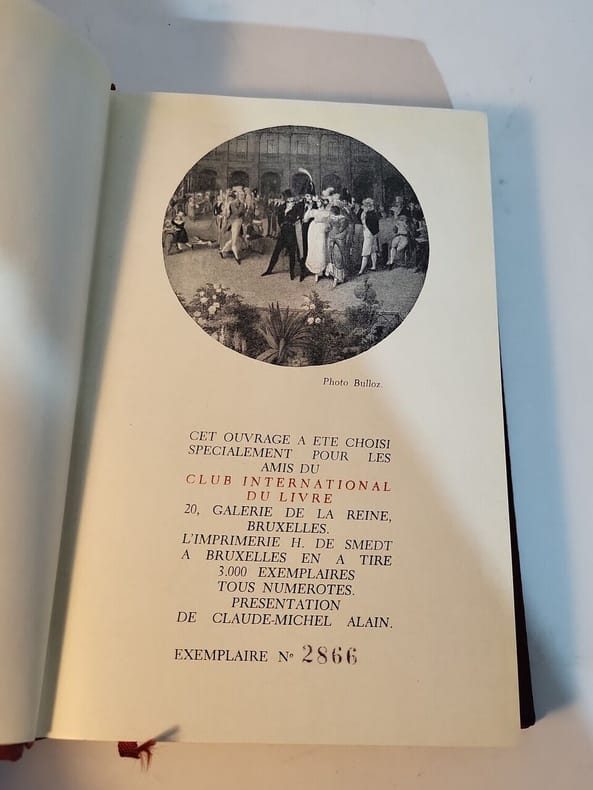 Photo Bulloz.
CET OUVRAGE A ETE CHOISI
SPECIALEMENT POUR LES
AMIS DU
CLUB INTERNATIONAL
DU LIVRE
20, GALERIE DE LA REINE,
BRUXELLES.
L'IMPRIMERIE H. DE SMEDT
A BRUXELLES EN A TIRE
3.000 EXEMPLAIRES
TOUS NUMEROTES.
PRESENTATION
DE CLAUDE-MICHEL ALAIN.
EXEMPLAIRE Nº 2866